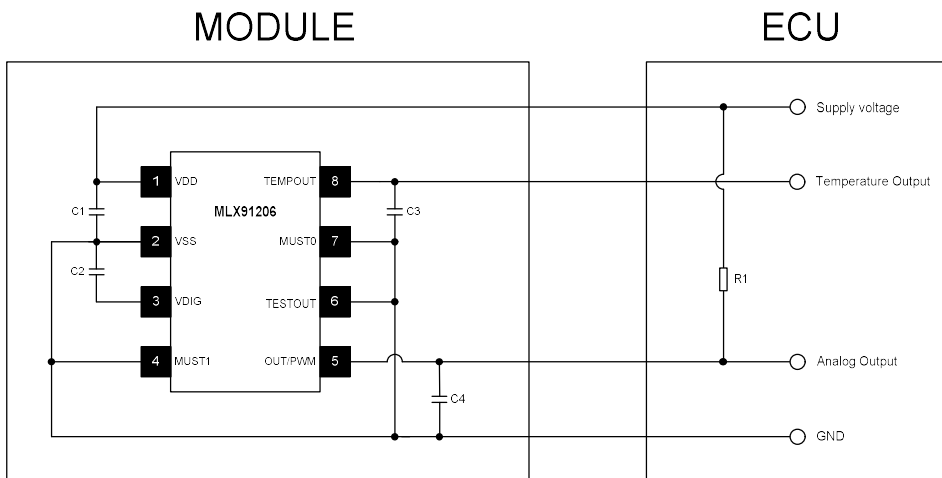 MODULE
ECU
Supply voltage
1 VDD TEMPOUT 8
Temperature Output
MLX91206
C1
C3
2 VSS MUST0 7
C2
R1
3 VDIG TESTOUT 6
4 MUST1 OUT/PWM 5
Analog Output
C4
GND